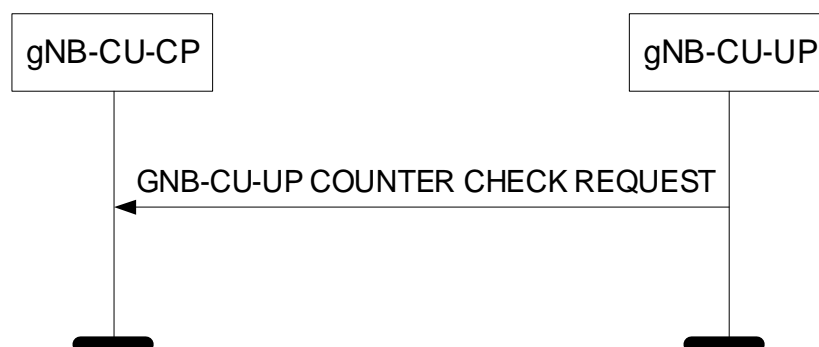 gNB-CU-CP
gNB-CU-UP
GNB-CU-UP COUNTER CHECK REQUEST